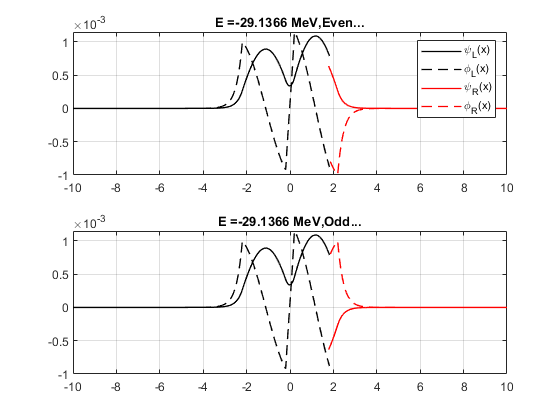 E =-29.1366 MeV,Even...
×10^-3
1
0.5
0
-0.5
-1
ψ_L(x)
ϕ_L(x)
ψ_R(x)
ϕ_R(x)
-10 -8 -6 -4 -2 0 2 4 6 8 10
E =-29.1366 MeV,Odd...
×10^-3
1
0.5
0
-0.5
-1
-10 -8 -6 -4 -2 0 2 4 6 8 10